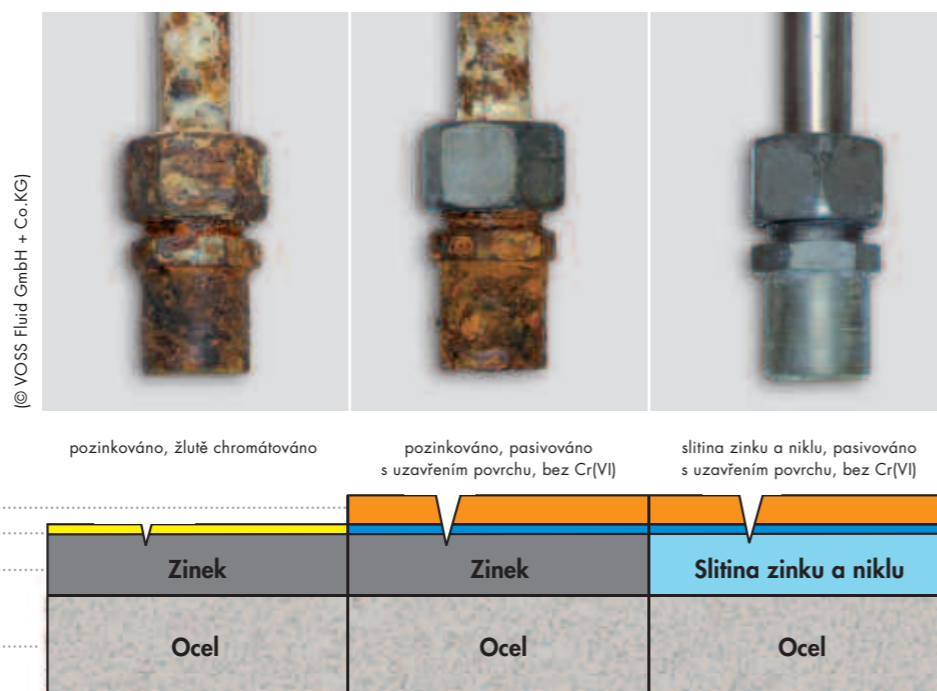 (© VOSS Fluid GmbH + Co.KG)
pozinkováno, žlutě chromátováno
pozinkováno, pasivováno
s uzavřením povrchu, bez Cr(VI)
slitina zinku a niklu, pasivováno
s uzavřením povrchu, bez Cr(VI)
Zinek
Zinek
Slitina zinku a niklu
Ocel
Ocel
Ocel